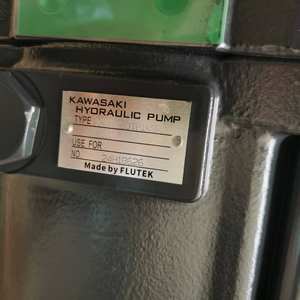 KAWASAKI
HYDRAULIC PUMP
TYPE
USE FOR
NO
Made by FLUTEK